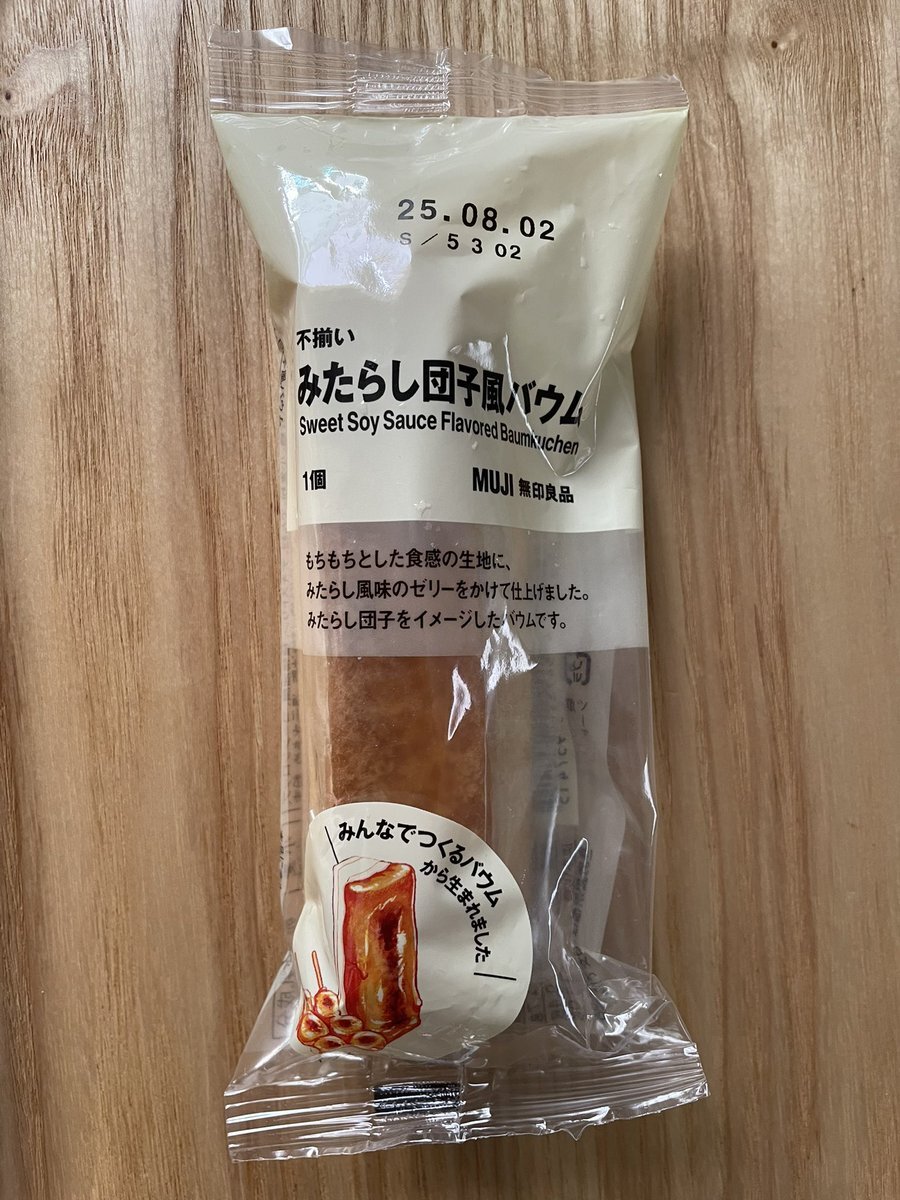 25.08.02
S/53 02
不揃い
みたらし団子風バウム
Sweet Soy Sauce Flavored Baumkuchen
1個
MUJI 無印良品
もちもちとした食感の生地に、
みたらし風味のゼリーをかけて仕上げました。
みたらし団子をイメージしたバウムです。
みんなでつくるバウム
から生まれました